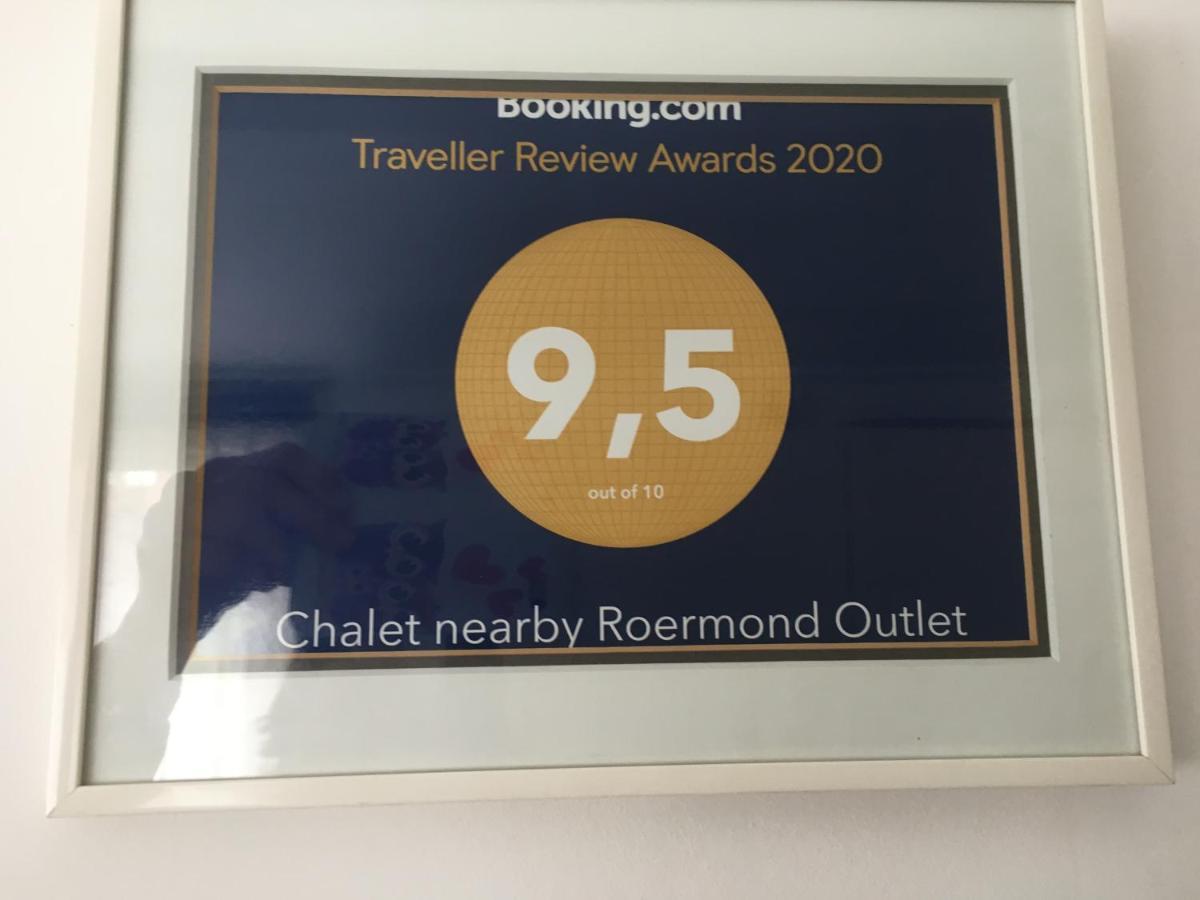 Booking.com
Traveller Review Awards 2020
9,5
out of 10
Chalet nearby Roermond Outlet